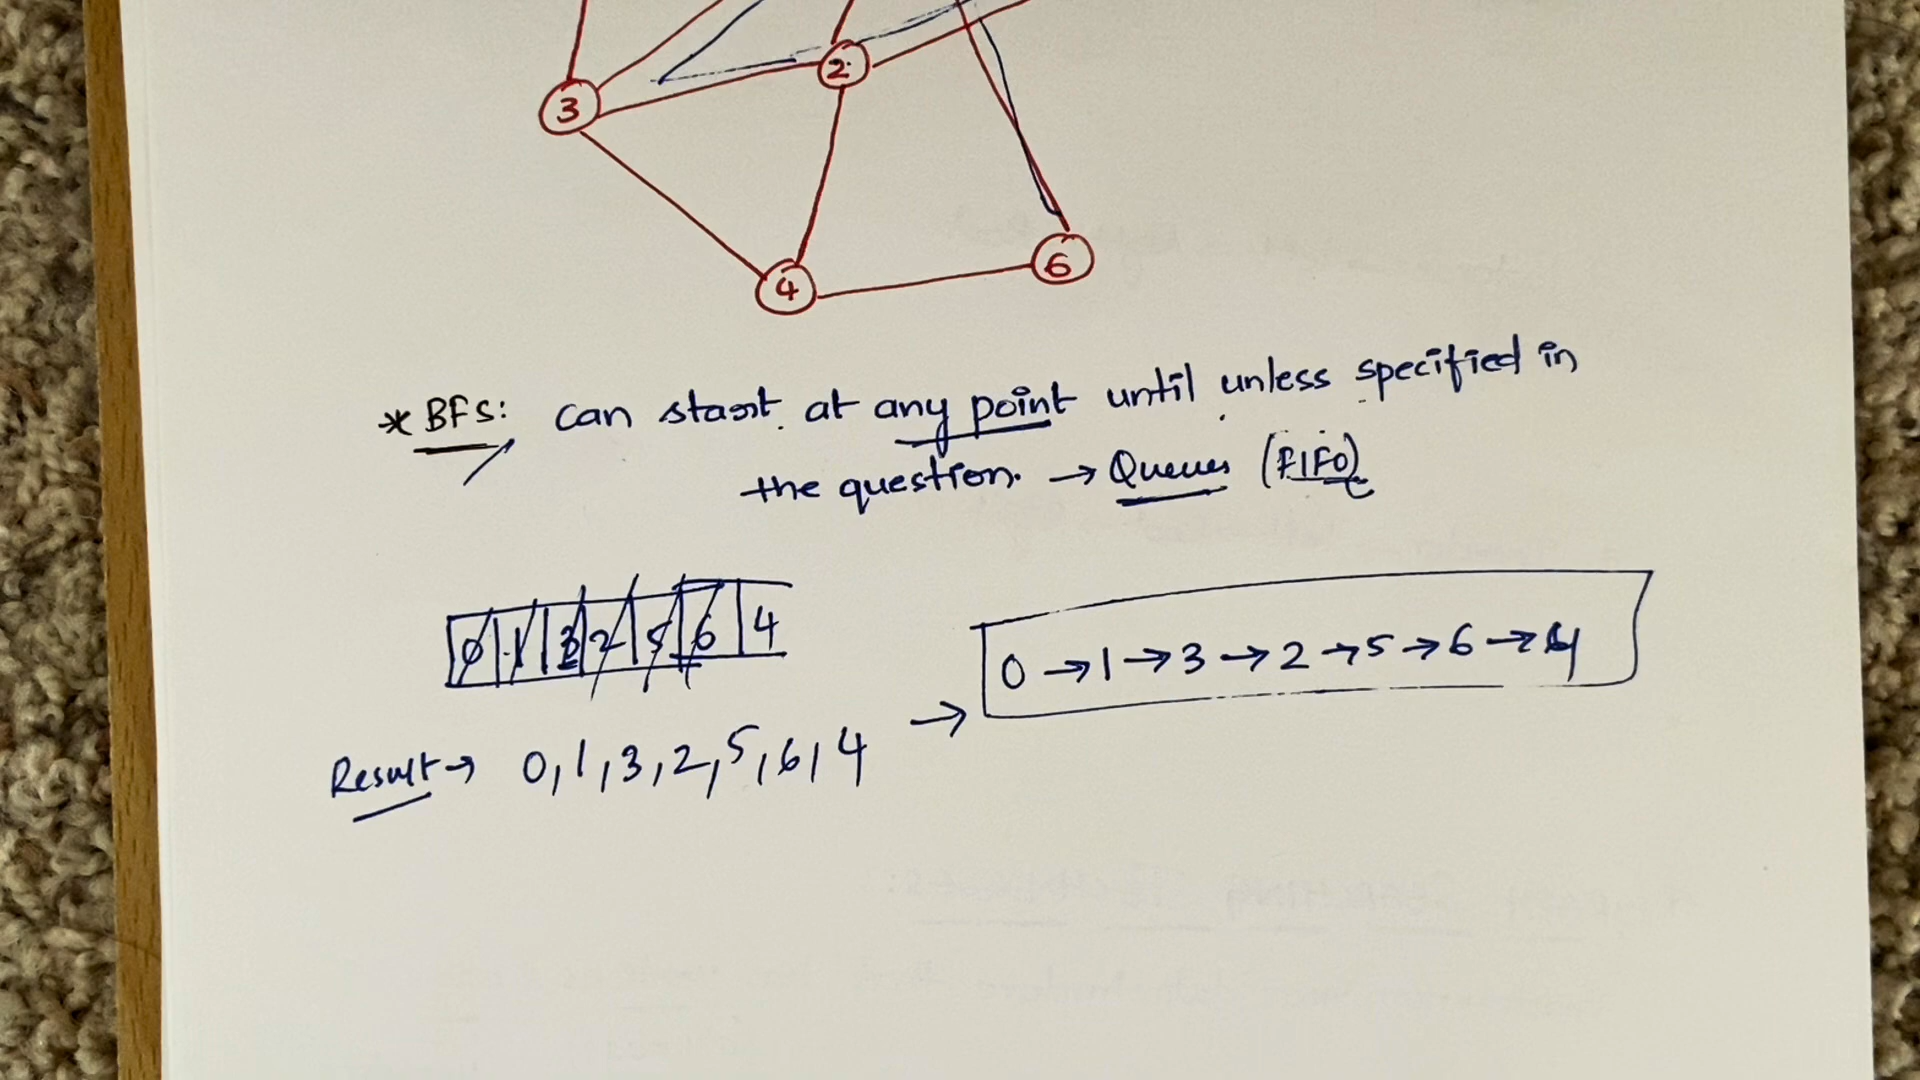 3
2
4
6
* BFS: can start at any point until unless specified in
the question. → Queues (FIFO)
0 1 3 2 5 6 4
0 → 1 → 3 → 2 → 5 → 6 → 4
Result → 0, 1, 3, 2, 5, 6, 4 →